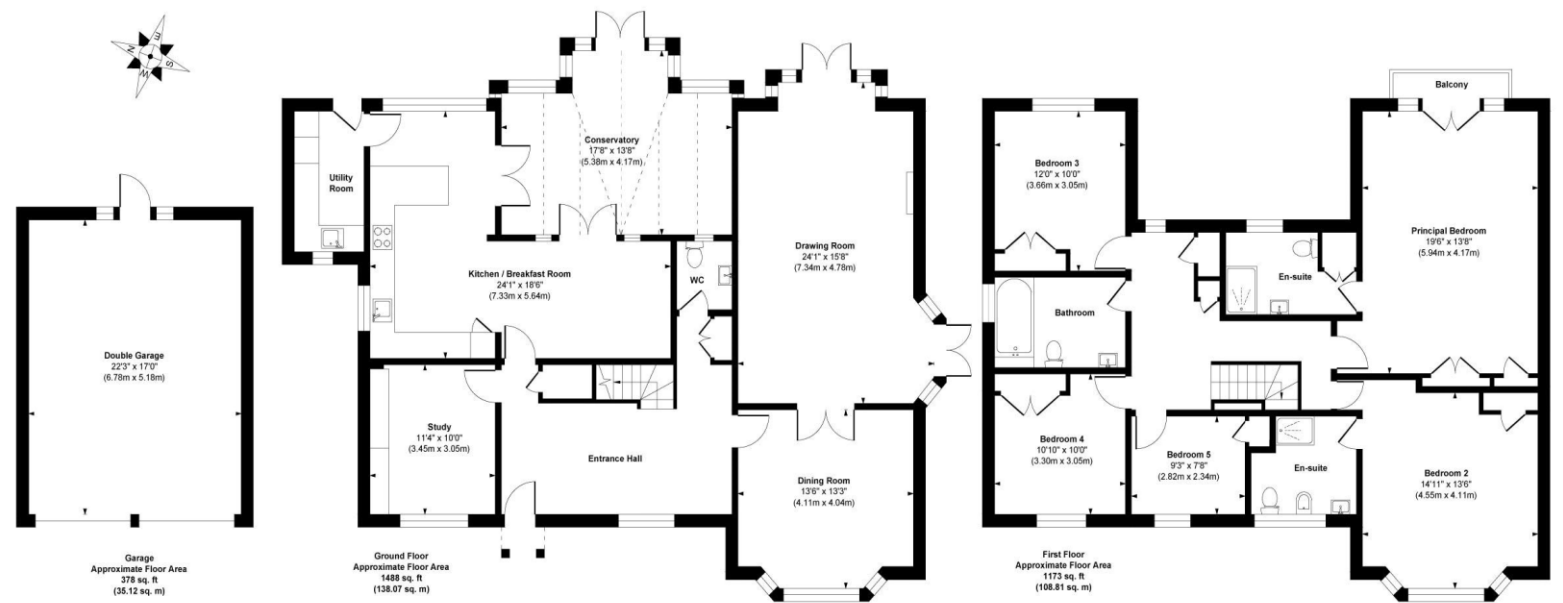 N
E
S
W
Double Garage
22'3" x 17'0"
(6.78m x 5.18m)
Garage
Approximate Floor Area
378 sq. ft
(35.12 sq. m)
Utility
Room
Conservatory
17'8" x 13'8"
(5.38m x 4.17m)
Kitchen / Breakfast Room
24'1" x 18'6"
(7.33m x 5.64m)
WC
Drawing Room
24'1" x 15'8"
(7.34m x 4.78m)
Study
11'4" x 10'0"
(3.45m x 3.05m)
Entrance Hall
Dining Room
13'6" x 13'3"
(4.11m x 4.04m)
Ground Floor
Approximate Floor Area
1488 sq. ft
(138.07 sq. m)
Balcony
Bedroom 3
12'0" x 10'0"
(3.66m x 3.05m)
Principal Bedroom
19'6" x 13'8"
(5.94m x 4.17m)
En-suite
Bathroom
Bedroom 4
10'10" x 10'0"
(3.30m x 3.05m)
Bedroom 5
9'3" x 7'8"
(2.82m x 2.34m)
En-suite
Bedroom 2
14'11" x 13'6"
(4.55m x 4.11m)
First Floor
Approximate Floor Area
1173 sq. ft
(108.81 sq. m)